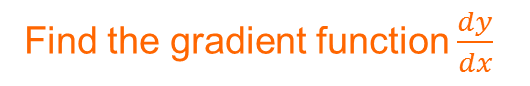 Find the gradient function dy/dx